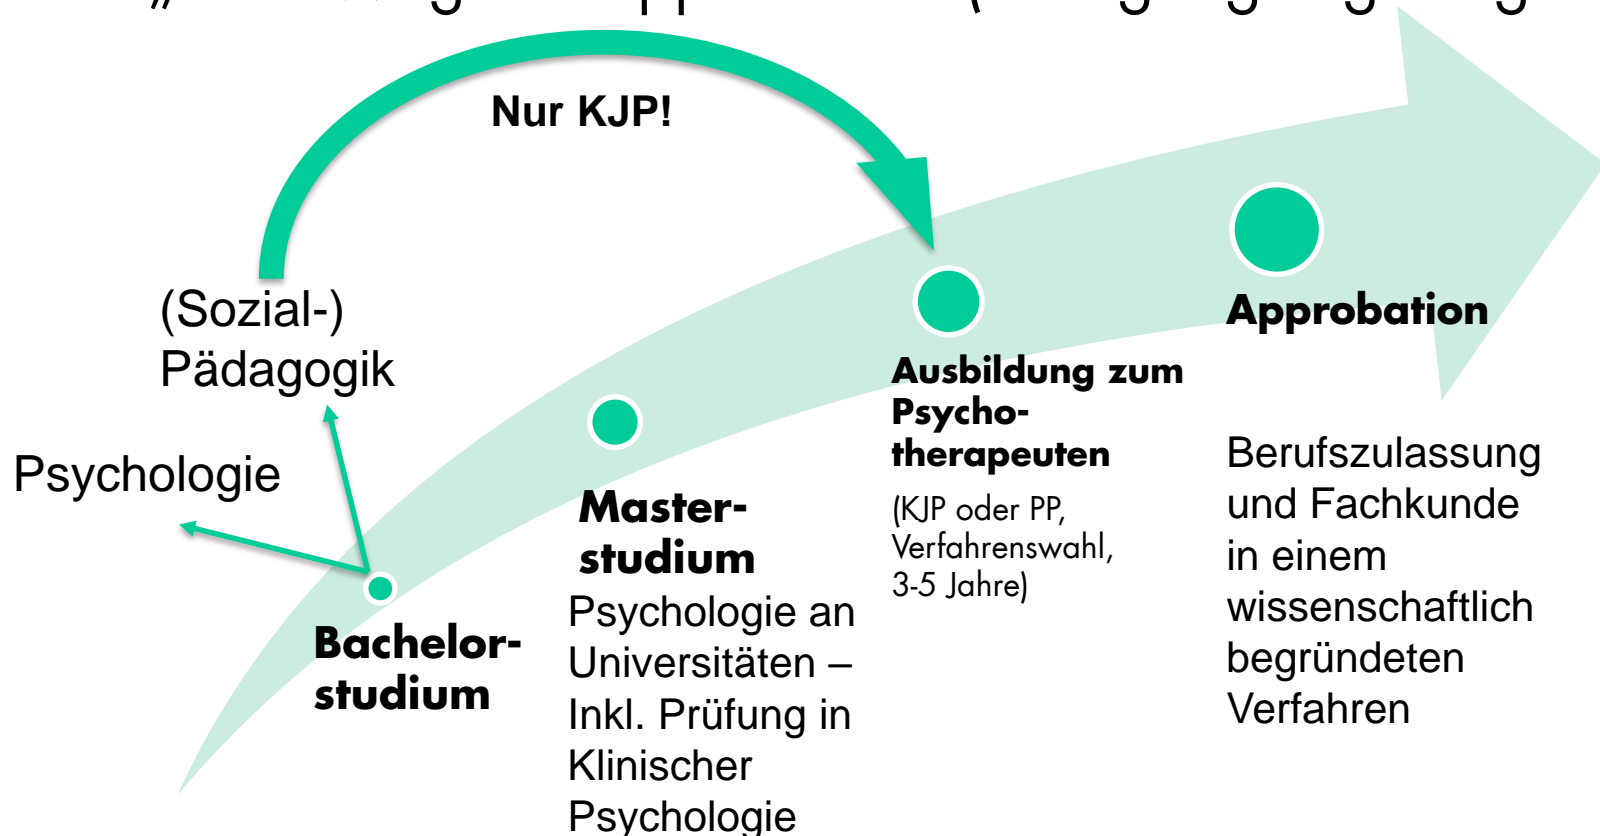 Nur KJP!
(Sozial-)
Pädagogik
Psychologie
Bachelor-
studium
Master-
studium
Psychologie an
Universitäten –
Inkl. Prüfung in
Klinischer
Psychologie
Ausbildung zum
Psycho-
therapeuten
(KJP oder PP,
Verfahrenswahl,
3-5 Jahre)
Approbation
Berufszulassung
und Fachkunde
in einem
wissenschaftlich
begründeten
Verfahren